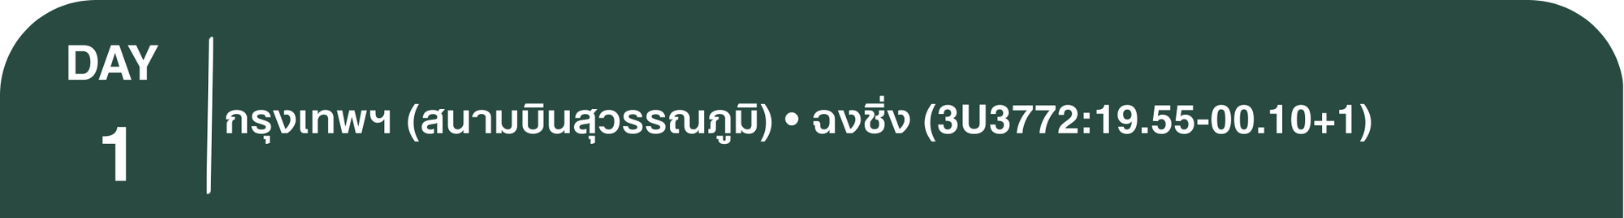 DAY
1
กรุงเทพฯ (สนามบินสุวรรณภูมิ) • ฉงชิ่ง (3U3772:19.55-00.10+1)